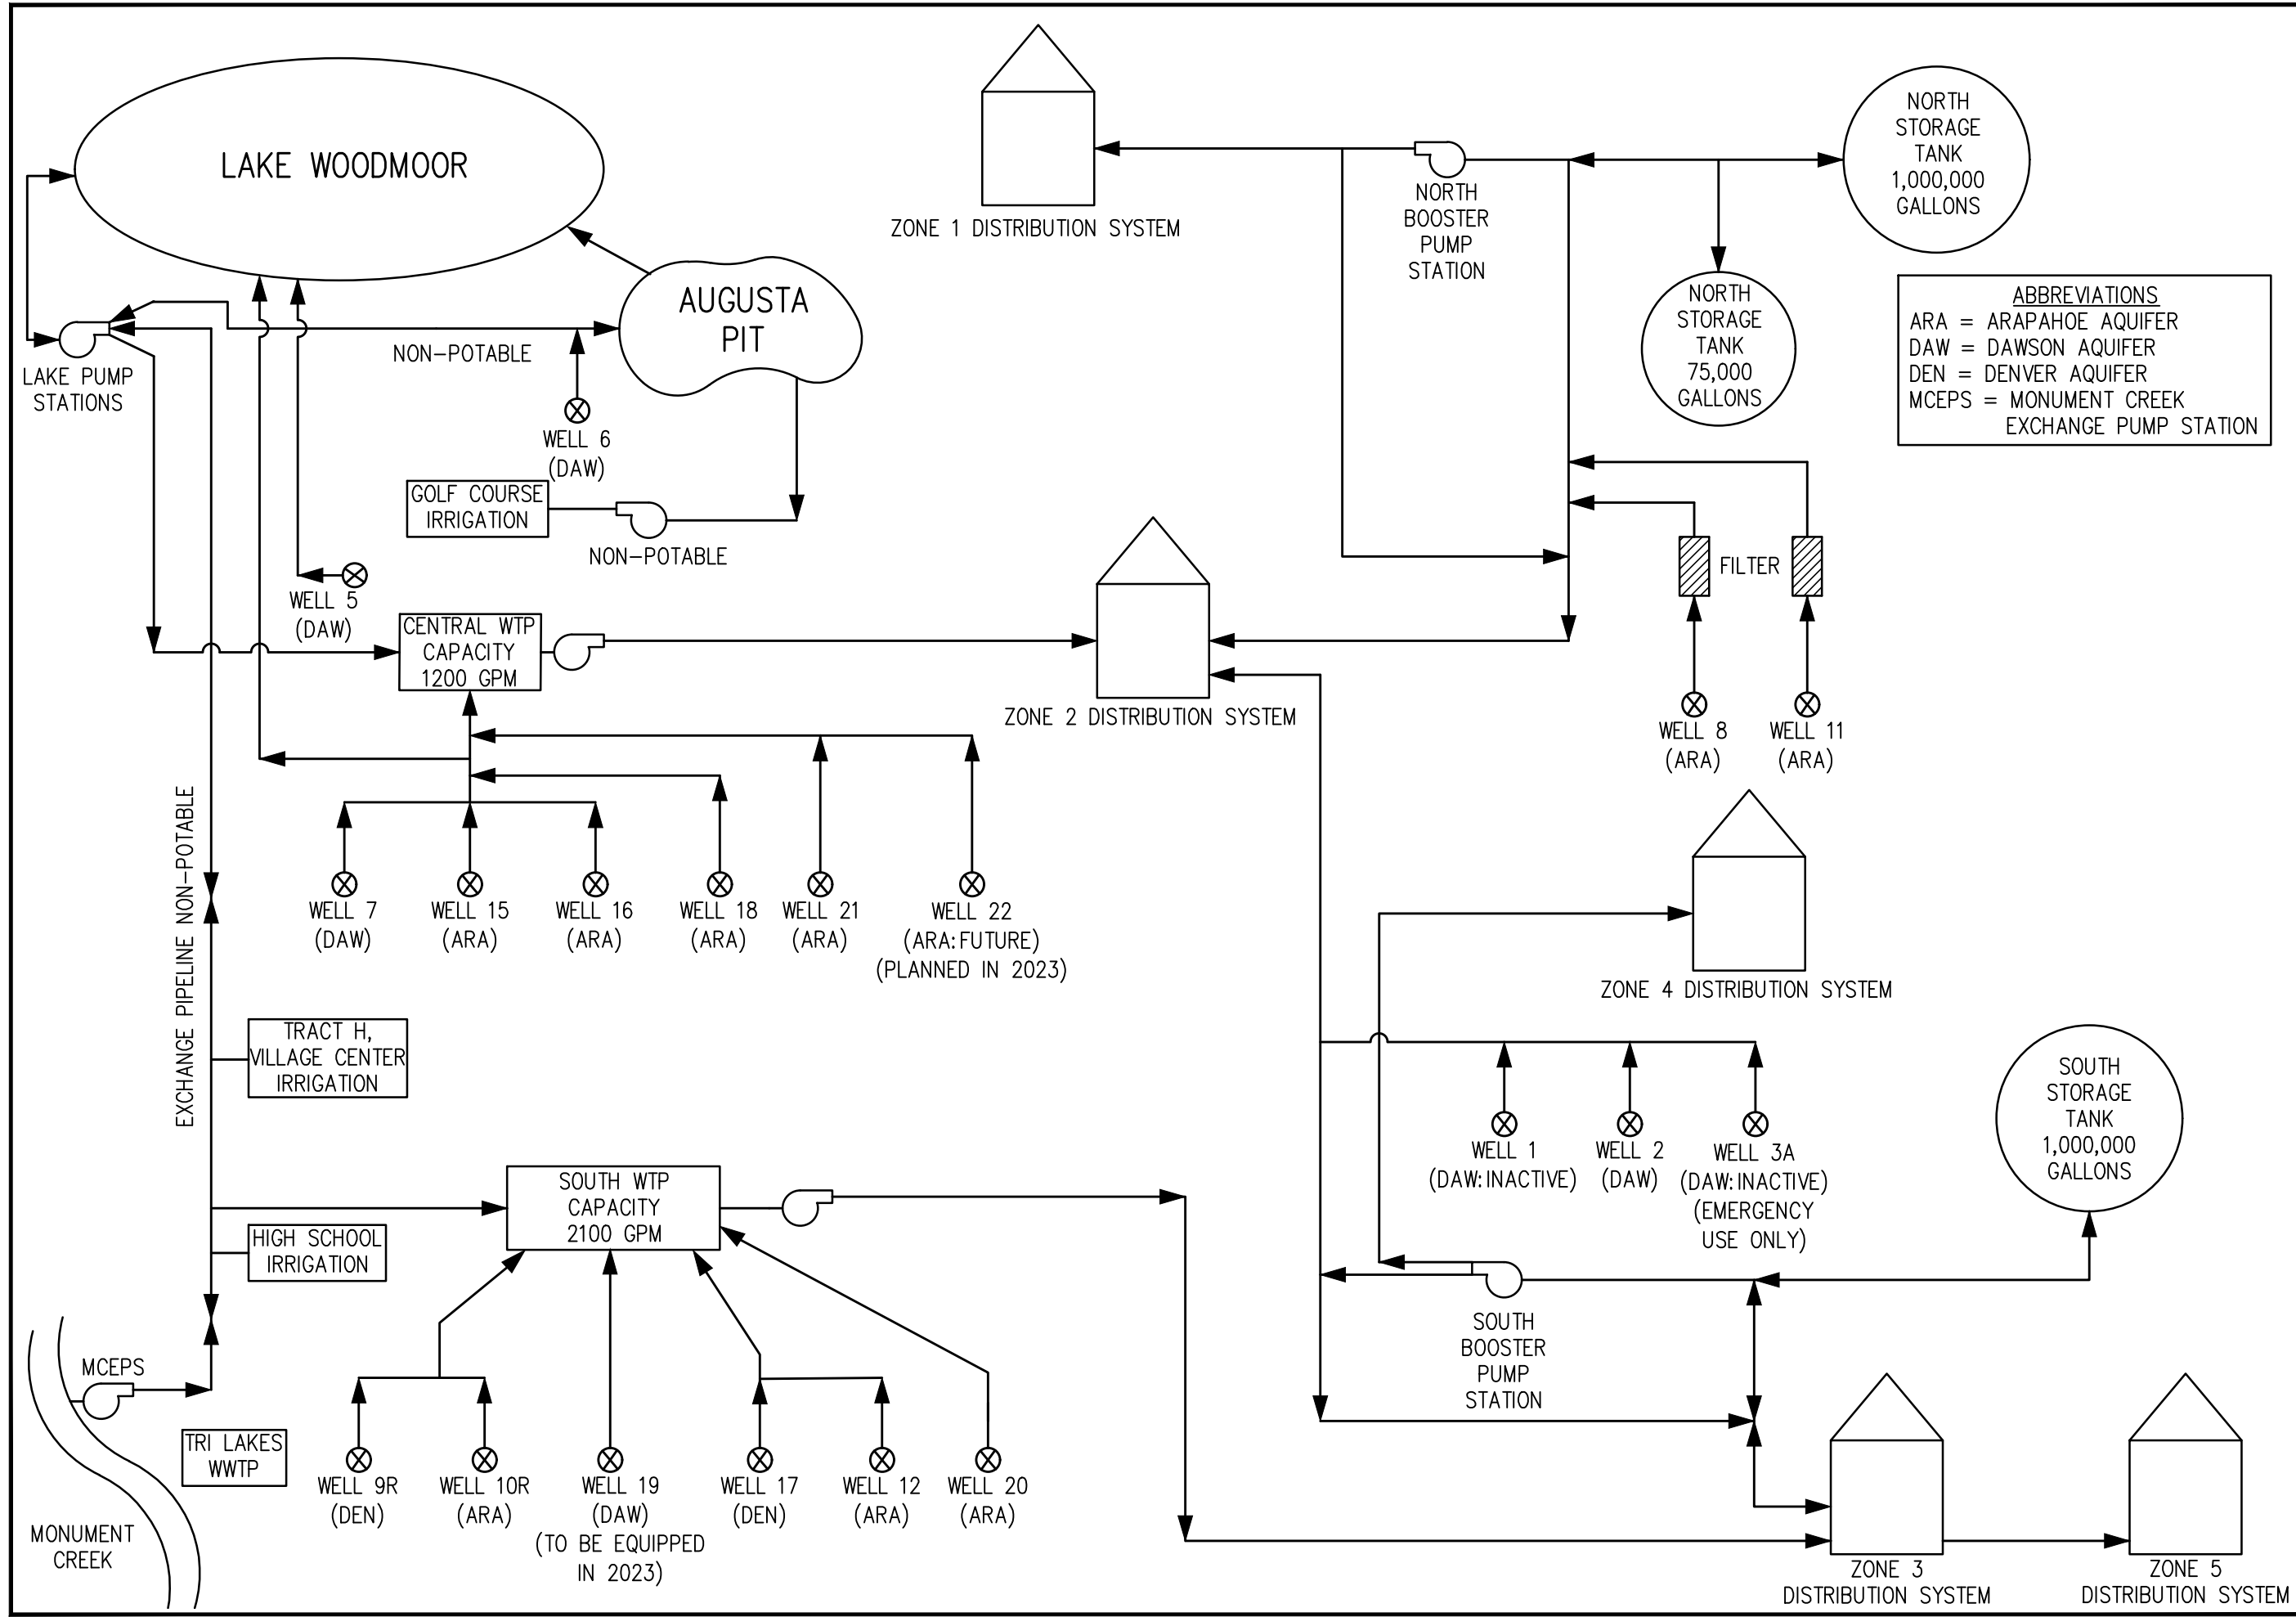 LAKE WOODMOOR
AUGUSTA
PIT
LAKE PUMP
STATIONS
NON-POTABLE
WELL 6
(DAW)
GOLF COURSE
IRRIGATION
NON-POTABLE
WELL 5
(DAW)
ZONE 1 DISTRIBUTION SYSTEM
NORTH
BOOSTER
PUMP
STATION
NORTH
STORAGE
TANK
1,000,000
GALLONS
NORTH
STORAGE
TANK
75,000
GALLONS
ABBREVIATIONS
ARA = ARAPAHOE AQUIFER
DAW = DAWSON AQUIFER
DEN = DENVER AQUIFER
MCEPS = MONUMENT CREEK
EXCHANGE PUMP STATION
FILTER
WELL 8
(ARA)
WELL 11
(ARA)
CENTRAL WTP
CAPACITY
1200 GPM
ZONE 2 DISTRIBUTION SYSTEM
WELL 7
(DAW)
WELL 15
(ARA)
WELL 16
(ARA)
WELL 18
(ARA)
WELL 21
(ARA)
WELL 22
(ARA:FUTURE)
(PLANNED IN 2023)
EXCHANGE PIPELINE NON-POTABLE
TRACT H,
VILLAGE CENTER
IRRIGATION
ZONE 4 DISTRIBUTION SYSTEM
WELL 1
(DAW:INACTIVE)
WELL 2
(DAW)
WELL 3A
(DAW:INACTIVE)
(EMERGENCY
USE ONLY)
SOUTH
STORAGE
TANK
1,000,000
GALLONS
SOUTH WTP
CAPACITY
2100 GPM
HIGH SCHOOL
IRRIGATION
SOUTH
BOOSTER
PUMP
STATION
MCEPS
TRI LAKES
WWTP
MONUMENT
CREEK
WELL 9R
(DEN)
WELL 10R
(ARA)
WELL 19
(DAW)
(TO BE EQUIPPED
IN 2023)
WELL 17
(DEN)
WELL 12
(ARA)
WELL 20
(ARA)
ZONE 3
DISTRIBUTION SYSTEM
ZONE 5
DISTRIBUTION SYSTEM